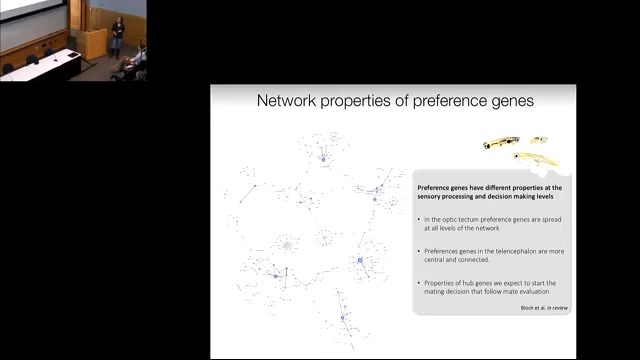 Network properties of preference genes
Preference genes have different properties at the
sensory processing and decision making levels
• In the optic tectum preference genes are spread
at all levels of the network
• Preferences genes in the telencephalon are more
central and connected.
• Properties of hub genes we expect to start the
mating decision that follow mate evaluation
Bloch et al. in review